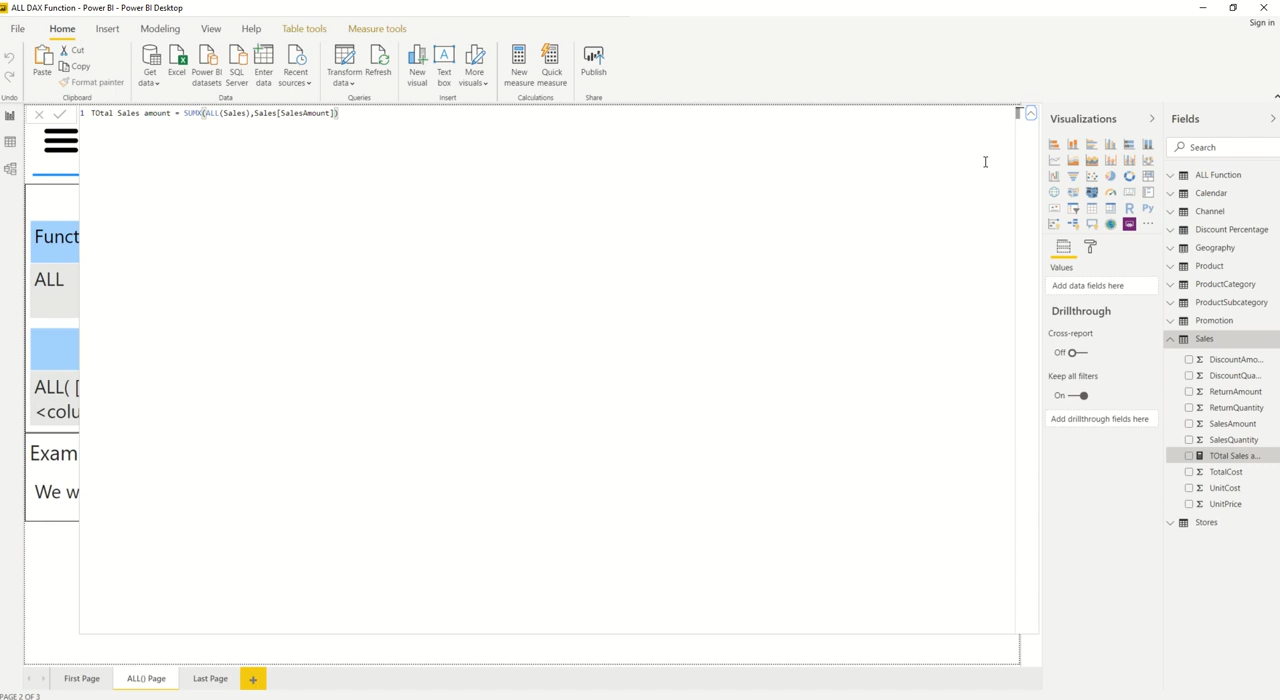 ALL DAX Function - Power BI - Power BI Desktop
Sign in
File Home Insert Modeling View Help Table tools Measure tools
Cut
Copy
Format painter
Paste
Get data
Excel
Power BI datasets
SQL Server
Enter data
Recent sources
Transform data
Refresh
New visual
Text box
More visuals
New measure
Quick measure
Publish
Undo
Clipboard
Data
Queries
Insert
Calculations
Share
1 TOtal Sales amount = SUMX(ALL(Sales),Sales[SalesAmount])
Funct
ALL
ALL( [
<colu
Exam
We w
Visualizations
R
Py
Values
Add data fields here
Drillthrough
Cross-report
Off
Keep all filters
On
Add drillthrough fields here
Fields
Search
ALL Function
Calendar
Channel
Discount Percentage
Geography
Product
ProductCategory
ProductSubcategory
Promotion
Sales
DiscountAmo...
DiscountQua...
ReturnAmount
ReturnQuantity
SalesAmount
SalesQuantity
TOtal Sales a...
TotalCost
UnitCost
UnitPrice
Stores
First Page ALL() Page Last Page
PAGE 2 OF 3